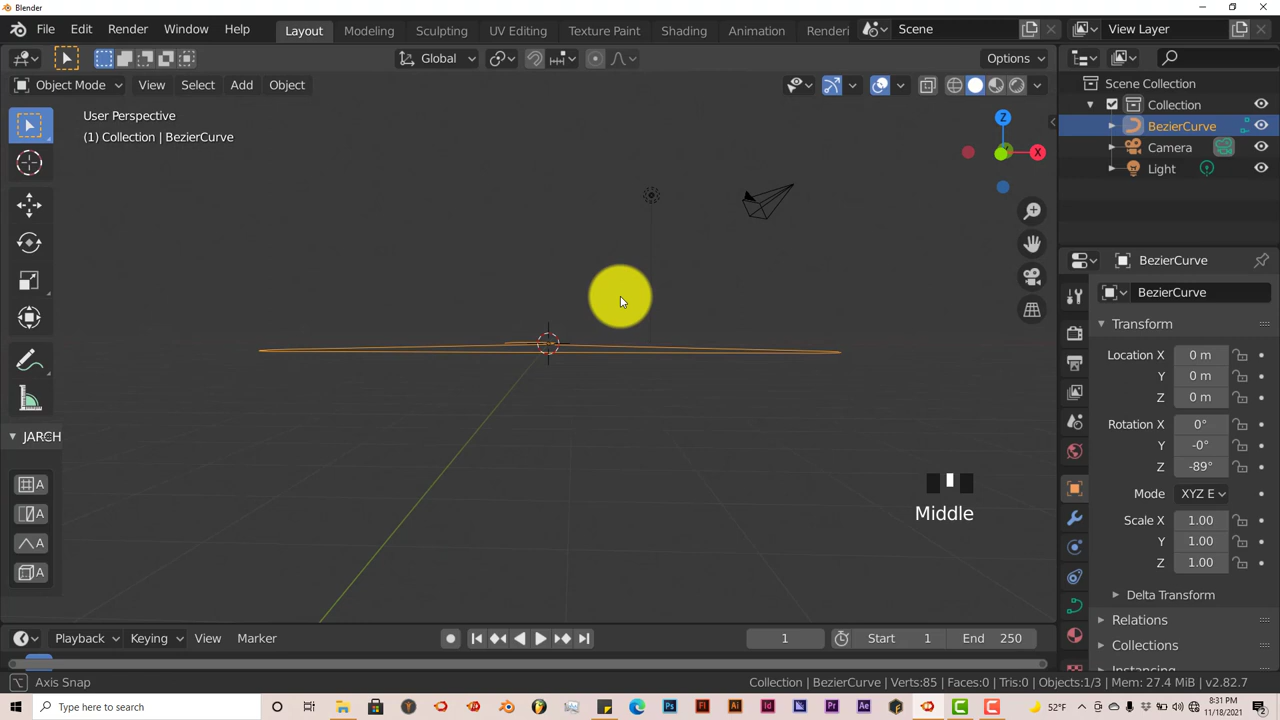 Blender
File Edit Render Window Help Layout Modeling Sculpting UV Editing Texture Paint Shading Animation Renderi Scene View Layer
Global Options
Object Mode View Select Add Object
User Perspective
(1) Collection | BezierCurve
Z
X
Scene Collection
Collection
BezierCurve
Camera
Light
BezierCurve
BezierCurve
Transform
Location X 0 m
Y 0 m
Z 0 m
Rotation X 0°
Y -0°
Z -89°
Mode XYZ E
Scale X 1.00
Y 1.00
Z 1.00
Delta Transform
Relations
Collections
Instancing
JARCH
A
A
A
A
Middle
Playback Keying View Marker 1 Start 1 End 250
Axis Snap Collection | BezierCurve | Verts:85 | Faces:0 | Tris:0 | Objects:1/3 | Mem: 27.4 MiB | v2.82.7
Type here to search 52°F 8:31 PM
11/18/2021